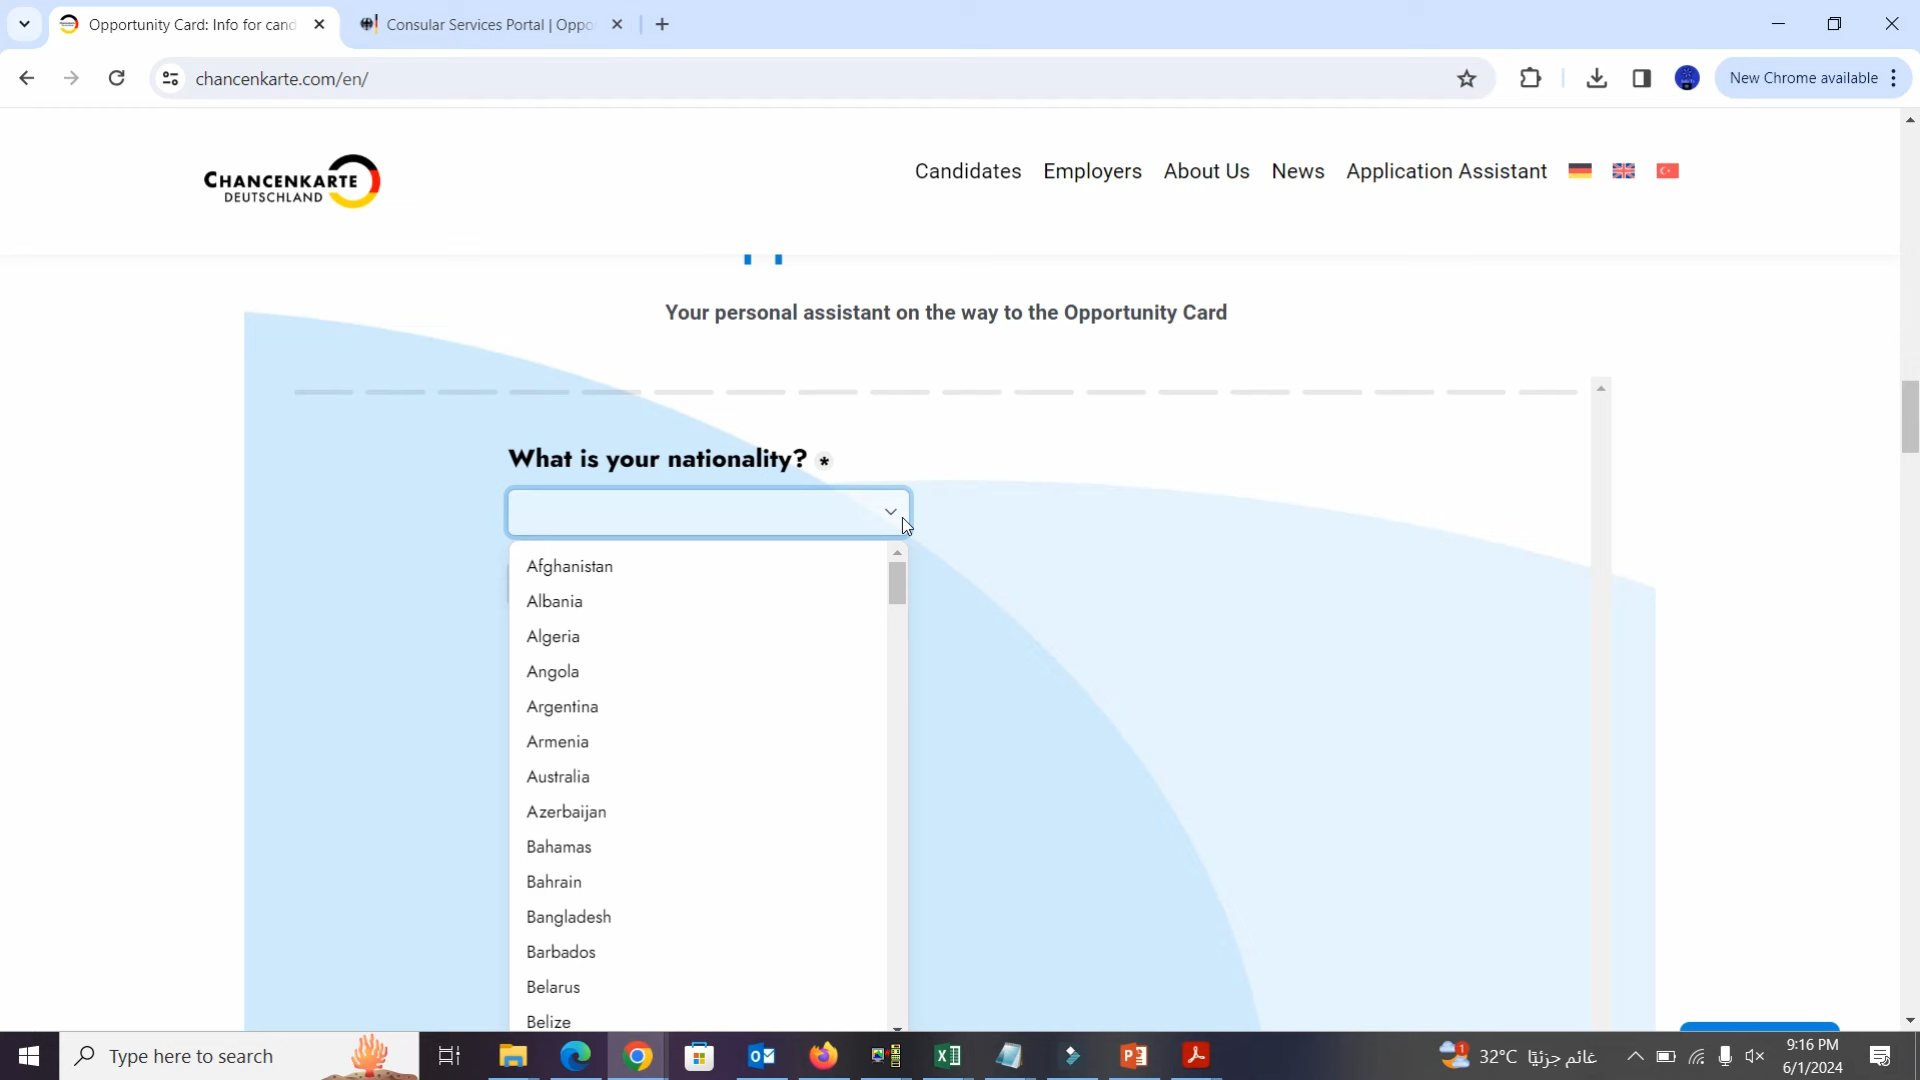 Opportunity Card: Info for cand
Consular Services Portal | Oppo
chancenkarte.com/en/
New Chrome available
CHANCENKARTE
DEUTSCHLAND
Candidates
Employers
About Us
News
Application Assistant
Your personal assistant on the way to the Opportunity Card
What is your nationality? *
Afghanistan
Albania
Algeria
Angola
Argentina
Armenia
Australia
Azerbaijan
Bahamas
Bahrain
Bangladesh
Barbados
Belarus
Belize
Type here to search
1
32°C غائم جزئيًا
9:16 PM
6/1/2024